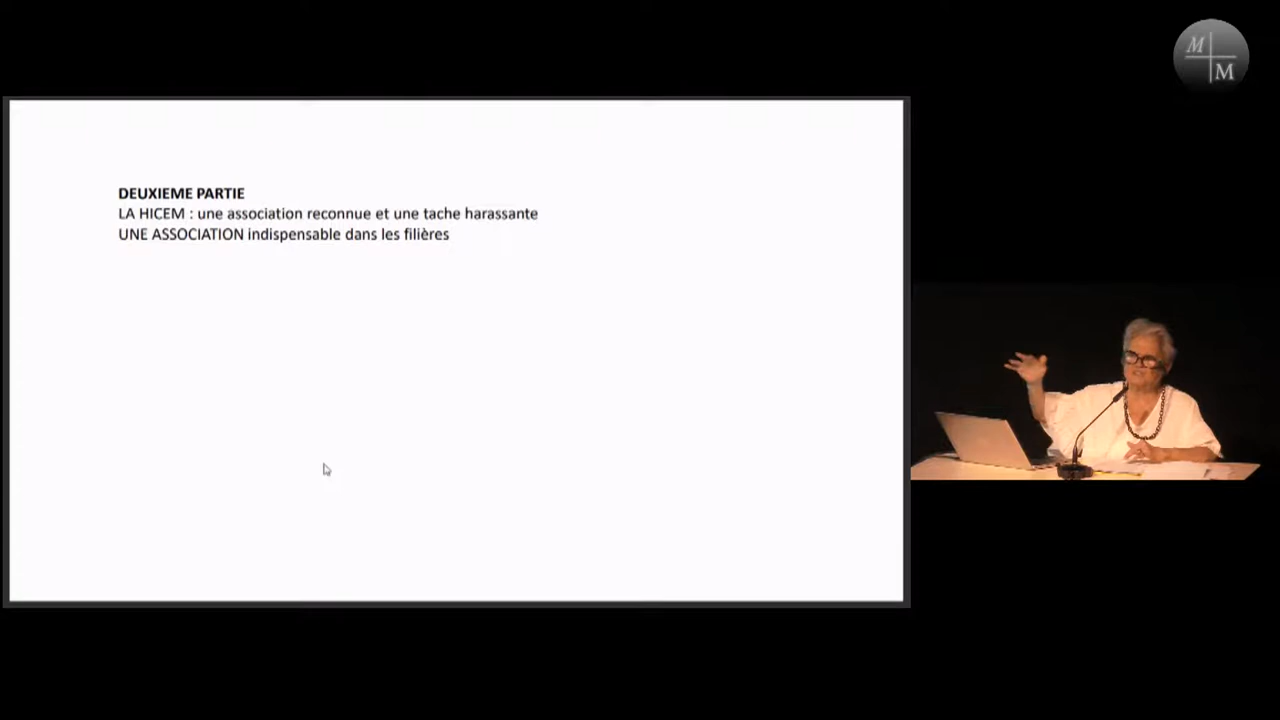 DEUXIEME PARTIE
LA HICEM : une association reconnue et une tache harassante
UNE ASSOCIATION indispensable dans les filières
M
M